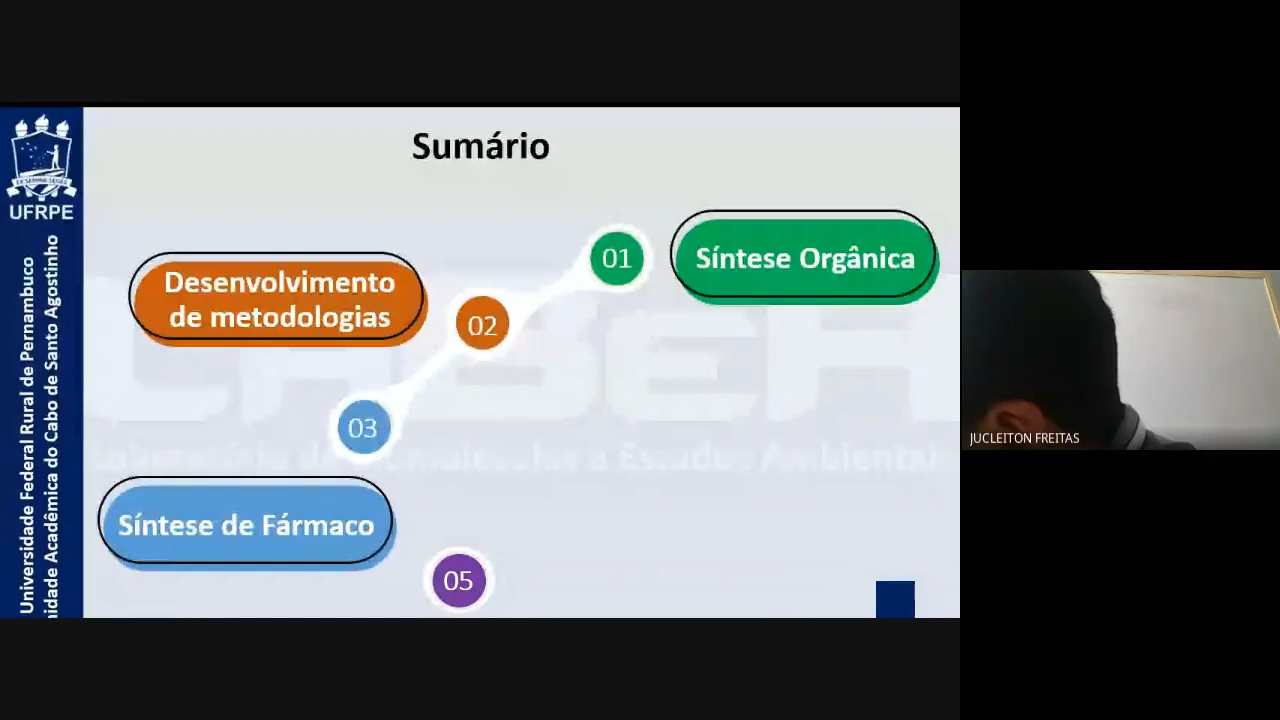 Sumário
01
Síntese Orgânica
Desenvolvimento
de metodologias
02
03
Síntese de Fármaco
05
UFRPE
Universidade Federal Rural de Pernambuco
Acadêmica do Cabo de Santo Agostinho
JUCLEITON FREITAS